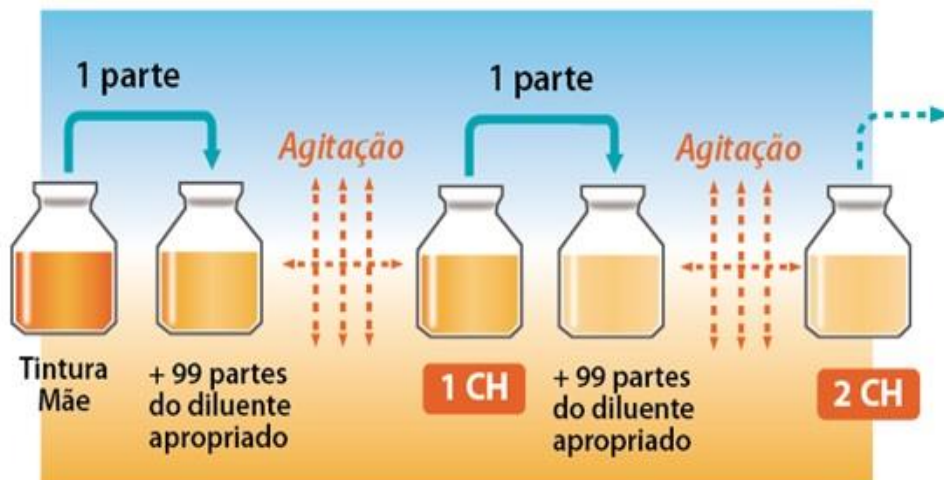 1 parte
1 parte
Agitação
Agitação
Tintura
Mãe
+ 99 partes
do diluente
apropriado
1 CH
+ 99 partes
do diluente
apropriado
2 CH